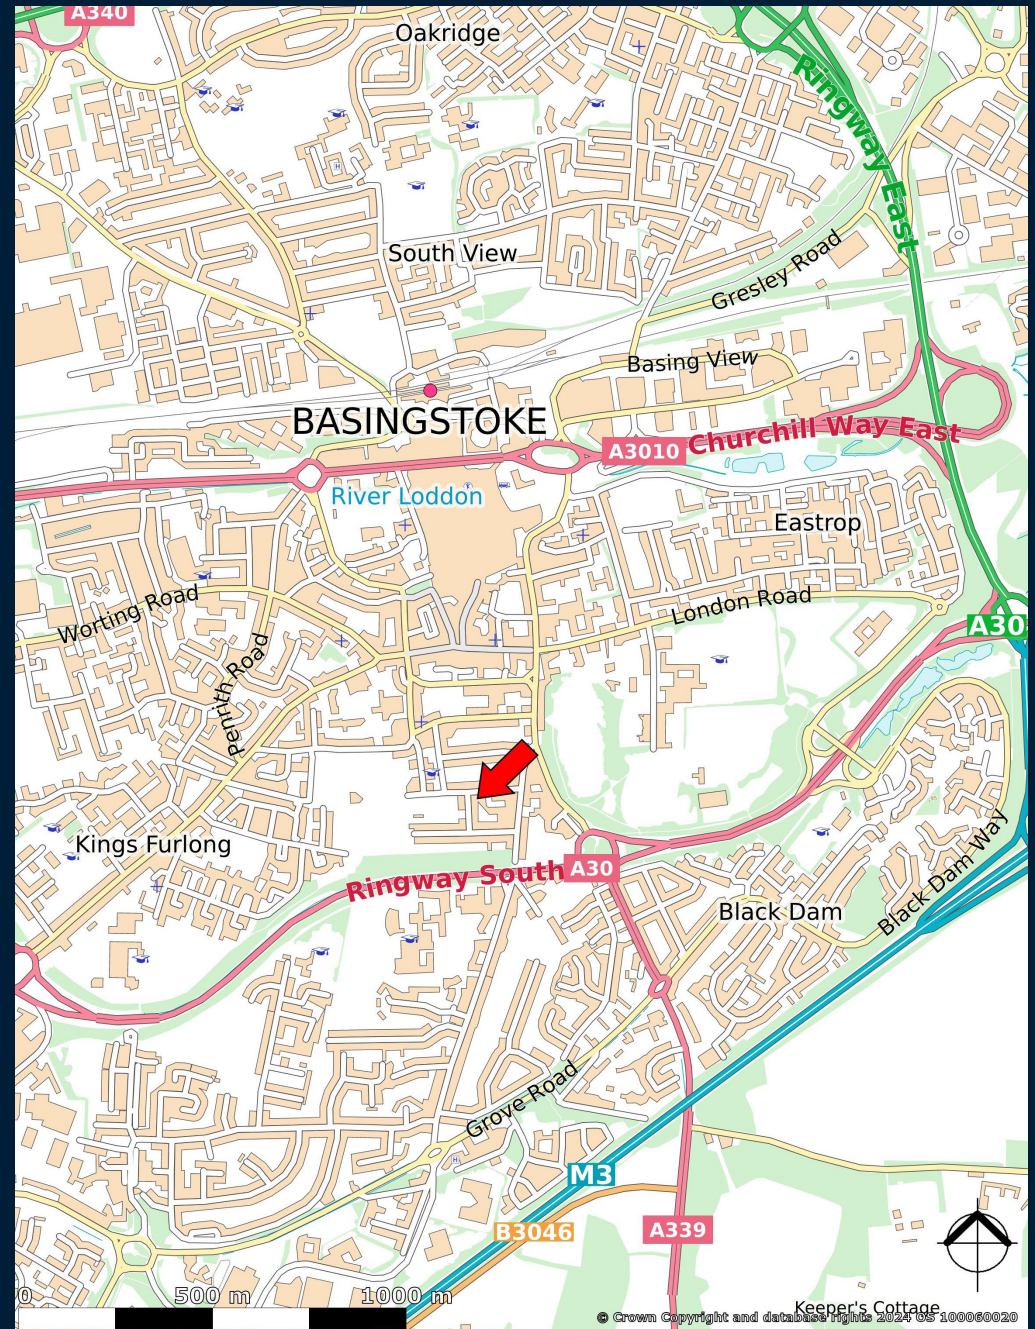 A340
Oakridge
Ringway East
South View
Gresley Road
Basing View
BASINGSTOKE
Churchill Way East
A3010
River Loddon
Eastrop
Worting Road
London Road
A30
Penrith Road
Kings Furlong
Ringway South
A30
Black Dam
Black Dam Way
Grove Road
M3
B3046
A339
0
500 m
1000 m
Keeper's Cottage
© Crown Copyright and database rights 2024 OS 100060020